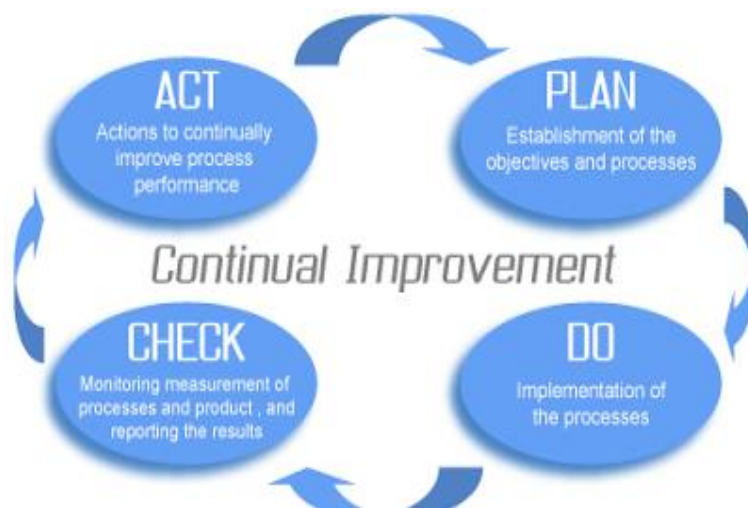 ACT
Actions to continually
improve process
performance
PLAN
Establishment of the
objectives and processes
Continual Improvement
CHECK
Monitoring measurement of
processes and product , and
reporting the results
DO
Implementation of
the processes